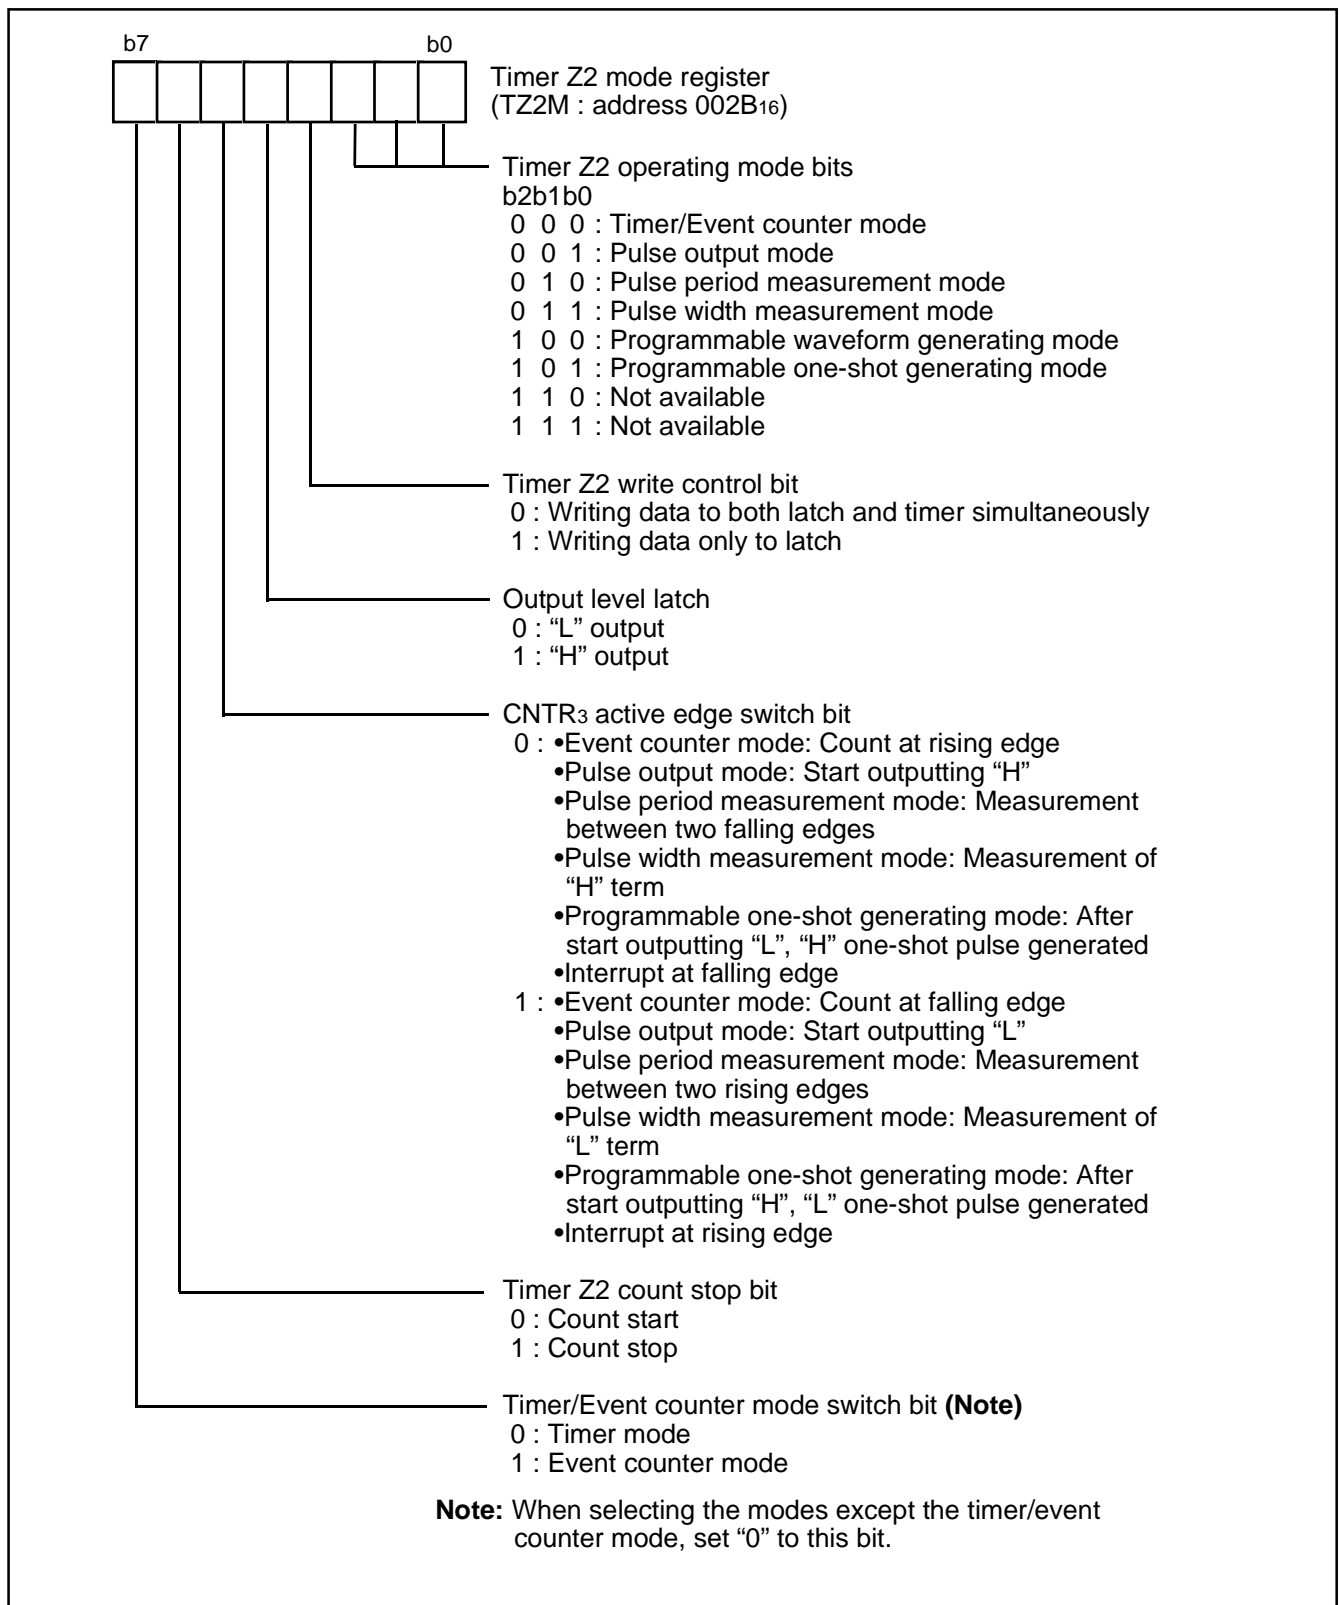 b7 b0
Timer Z2 mode register
(TZ2M : address 002B16)
Timer Z2 operating mode bits
b2b1b0
0 0 0 : Timer/Event counter mode
0 0 1 : Pulse output mode
0 1 0 : Pulse period measurement mode
0 1 1 : Pulse width measurement mode
1 0 0 : Programmable waveform generating mode
1 0 1 : Programmable one-shot generating mode
1 1 0 : Not available
1 1 1 : Not available
Timer Z2 write control bit
0 : Writing data to both latch and timer simultaneously
1 : Writing data only to latch
Output level latch
0 : “L” output
1 : “H” output
CNTR3 active edge switch bit
0 : •Event counter mode: Count at rising edge
•Pulse output mode: Start outputting “H”
•Pulse period measurement mode: Measurement
between two falling edges
•Pulse width measurement mode: Measurement of
“H” term
•Programmable one-shot generating mode: After
start outputting “L”, “H” one-shot pulse generated
•Interrupt at falling edge
1 : •Event counter mode: Count at falling edge
•Pulse output mode: Start outputting “L”
•Pulse period measurement mode: Measurement
between two rising edges
•Pulse width measurement mode: Measurement of
“L” term
•Programmable one-shot generating mode: After
start outputting “H”, “L” one-shot pulse generated
•Interrupt at rising edge
Timer Z2 count stop bit
0 : Count start
1 : Count stop
Timer/Event counter mode switch bit (Note)
0 : Timer mode
1 : Event counter mode
Note: When selecting the modes except the timer/event
counter mode, set “0” to this bit.